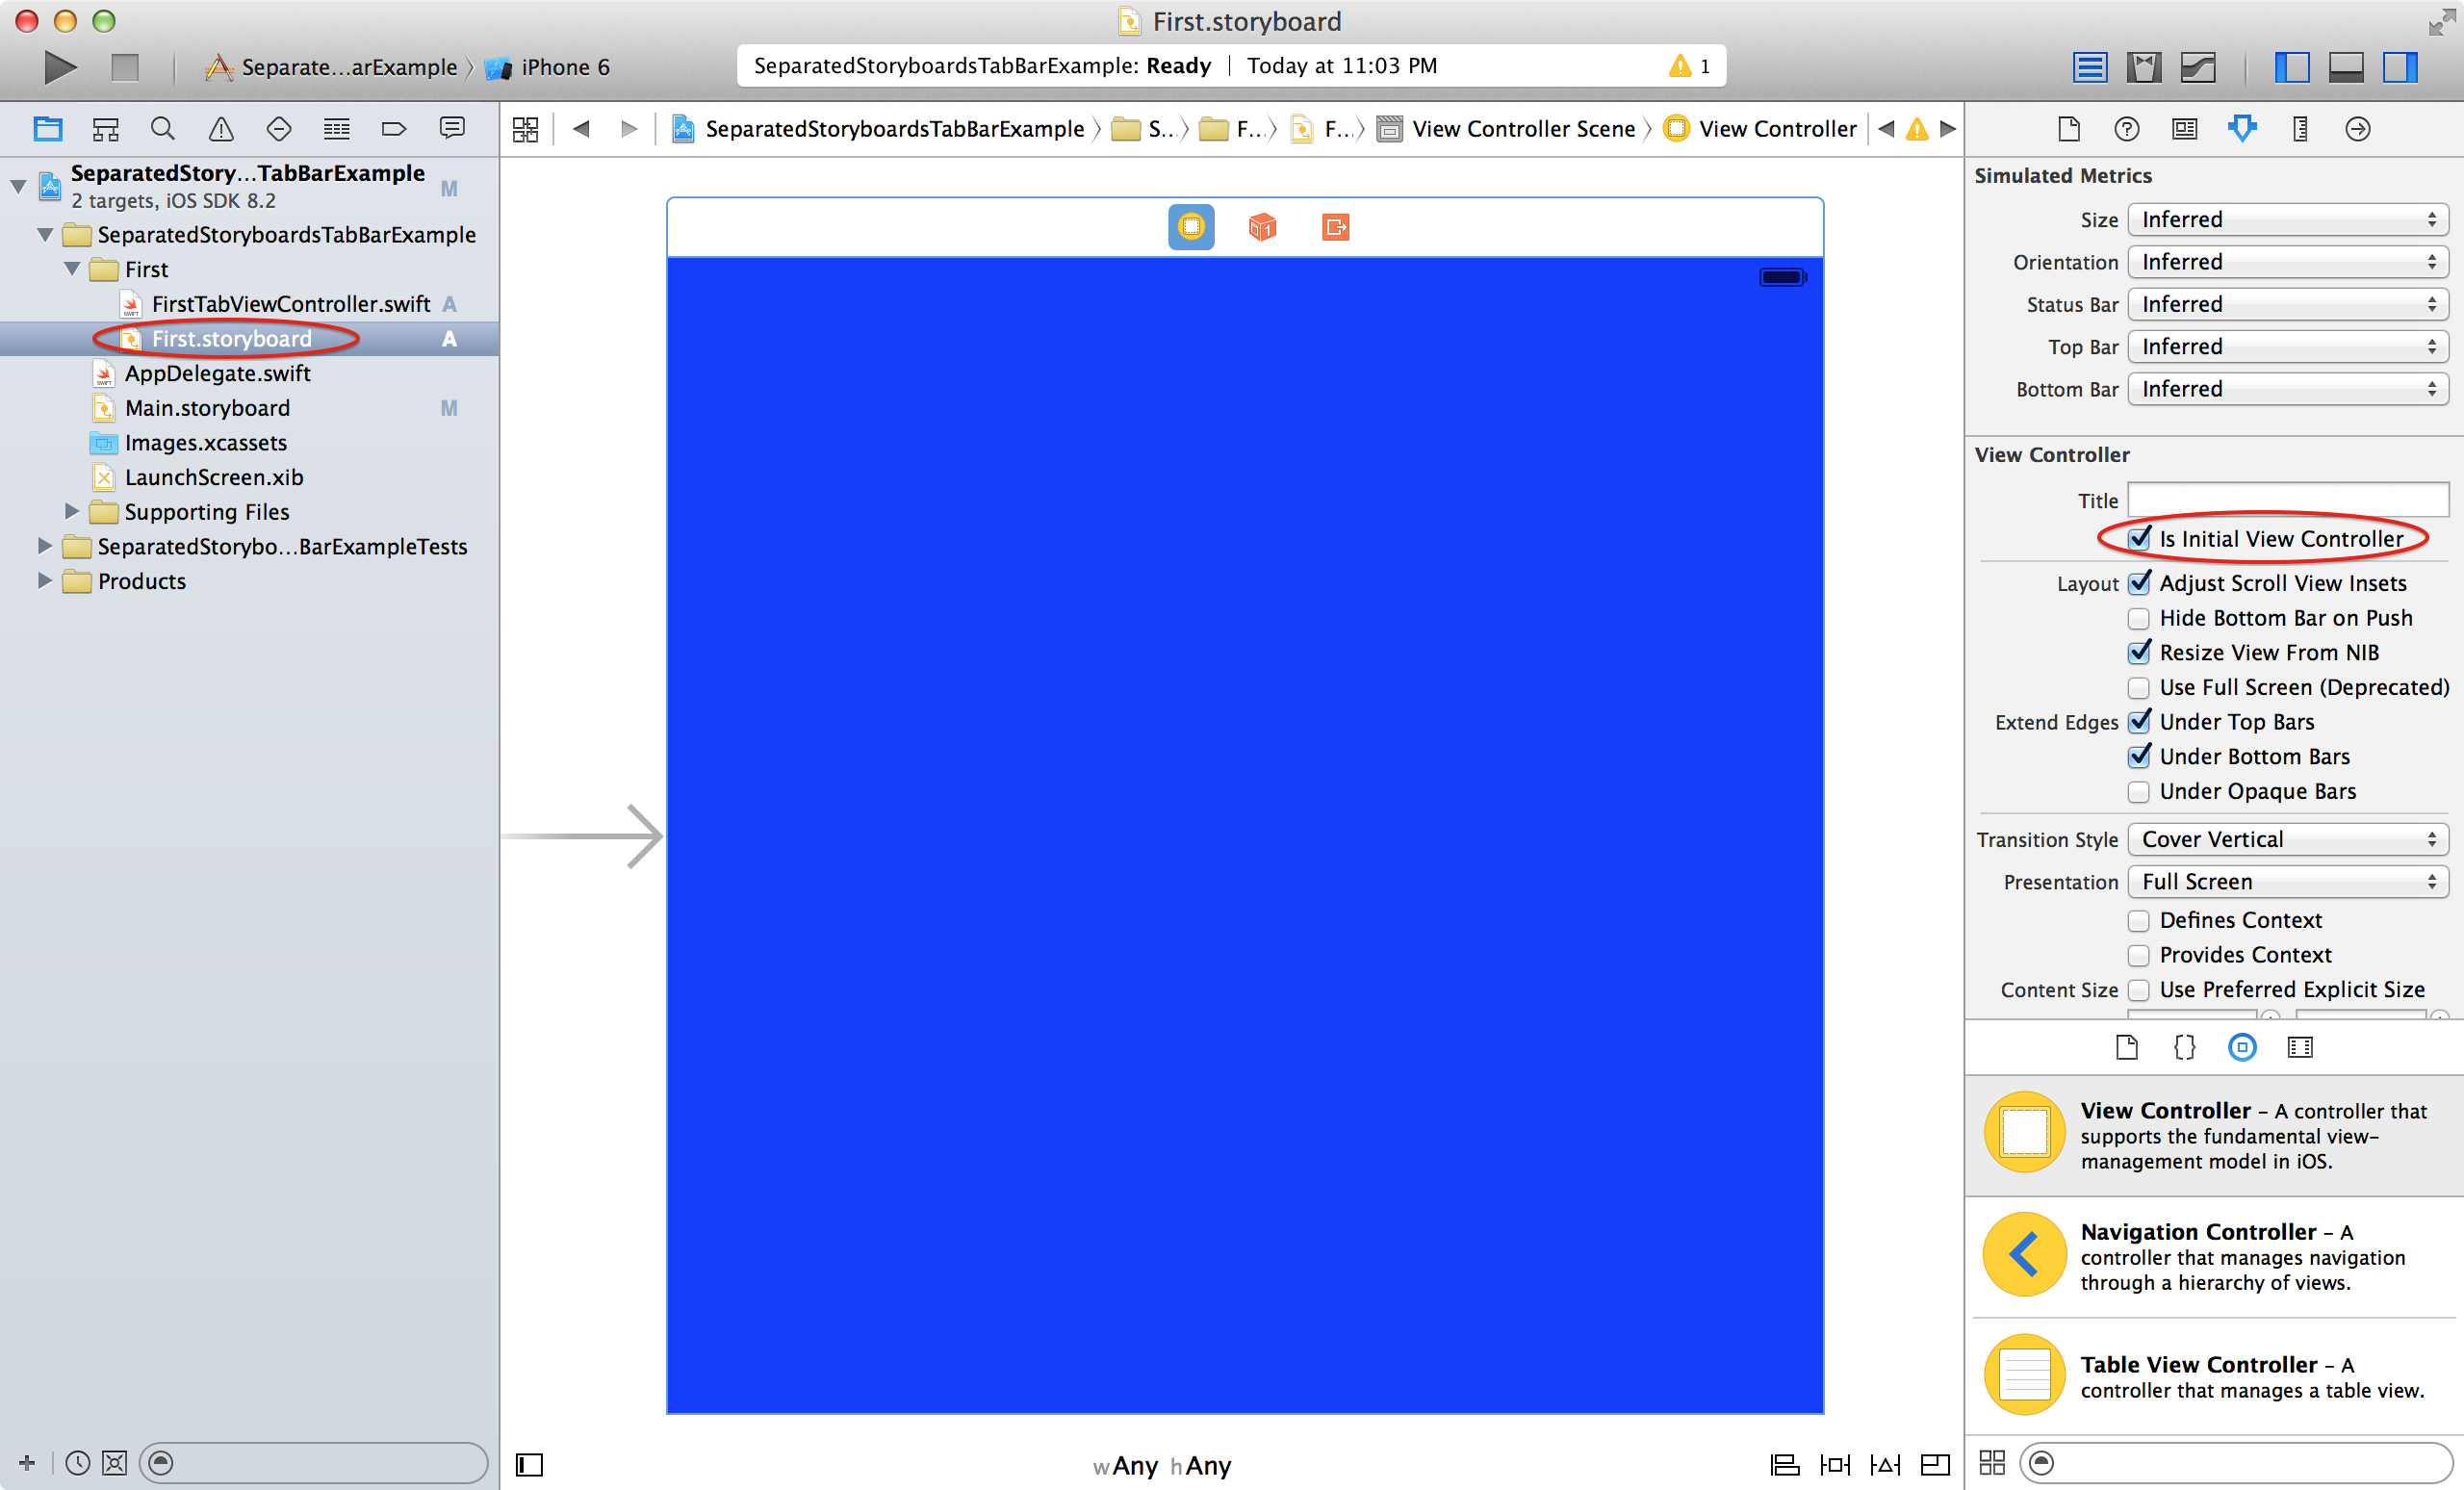 First.storyboard
Separate...arExample
iPhone 6
SeparatedStoryboardsTabBarExample: Ready | Today at 11:03 PM
1
SeparatedStoryboardsTabBarExample
S...
F...
F...
View Controller Scene
View Controller
SeparatedStory...TabBarExample
M
2 targets, iOS SDK 8.2
SeparatedStoryboardsTabBarExample
First
FirstTabViewController.swift
A
First.storyboard
A
AppDelegate.swift
Main.storyboard
M
Images.xcassets
LaunchScreen.xib
Supporting Files
SeparatedStorybo...BarExampleTests
Products
wAny hAny
Simulated Metrics
Size Inferred
Orientation Inferred
Status Bar Inferred
Top Bar Inferred
Bottom Bar Inferred
View Controller
Title
Is Initial View Controller
Layout Adjust Scroll View Insets
Hide Bottom Bar on Push
Resize View From NIB
Use Full Screen (Deprecated)
Extend Edges Under Top Bars
Under Bottom Bars
Under Opaque Bars
Transition Style Cover Vertical
Presentation Full Screen
Defines Context
Provides Context
Content Size Use Preferred Explicit Size
{}
View Controller - A controller that
supports the fundamental view-
management model in iOS.
Navigation Controller - A
controller that manages navigation
through a hierarchy of views.
Table View Controller - A
controller that manages a table view.